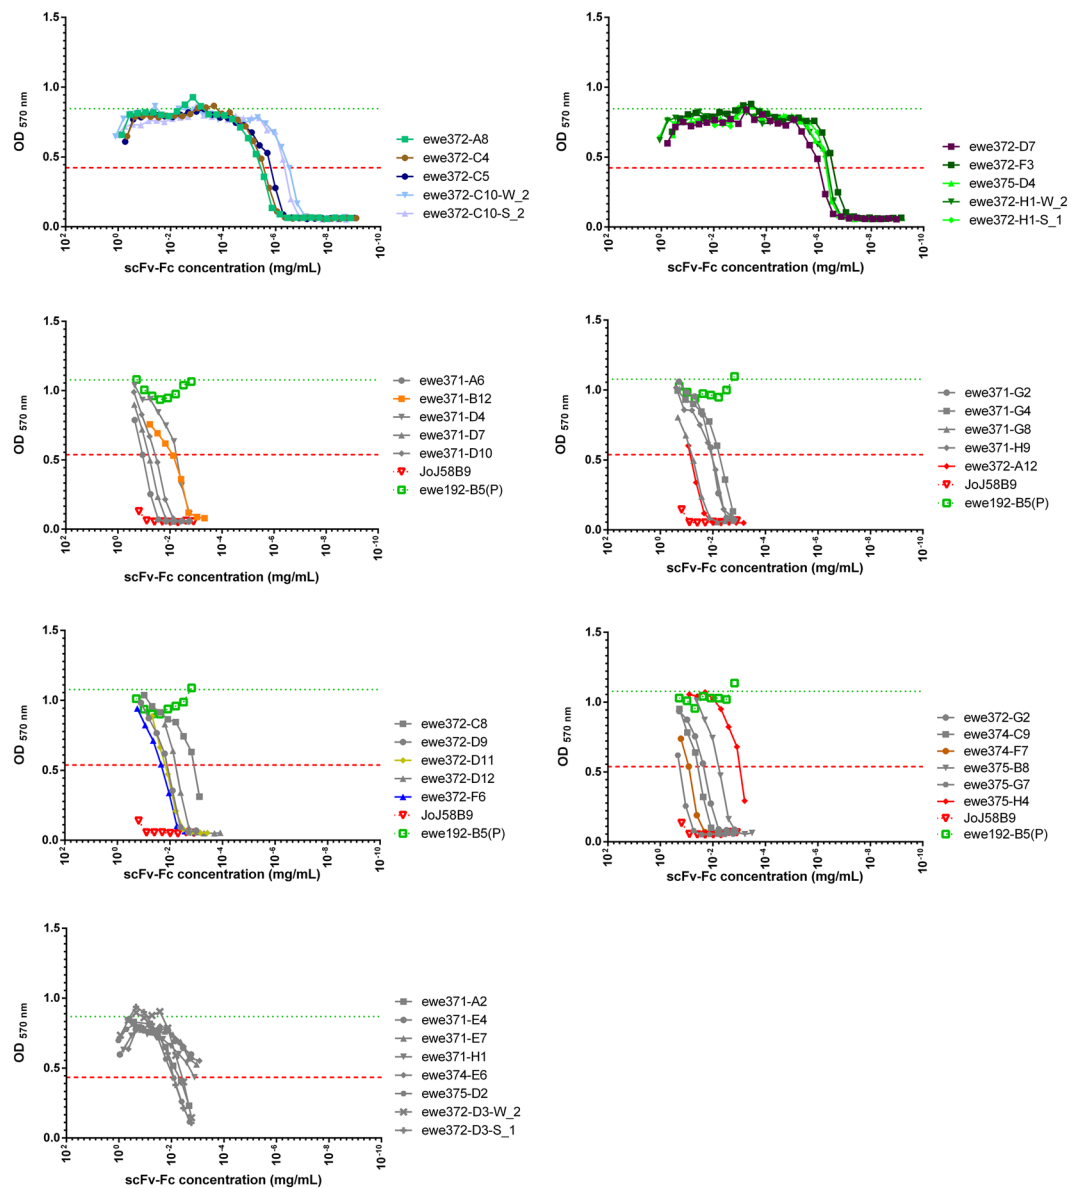 1.5
1.0
0.5
0.0
OD 570 nm
10 2
10 0
10 -2
10 -4
10 -6
10 -8
10 -10
scFv-Fc concentration (mg/mL)
ewe372-A8
ewe372-C4
ewe372-C5
ewe372-C10-W_2
ewe372-C10-S_2
1.5
1.0
0.5
0.0
OD 570 nm
10 2
10 0
10 -2
10 -4
10 -6
10 -8
10 -10
scFv-Fc concentration (mg/mL)
ewe372-D7
ewe372-F3
ewe375-D4
ewe372-H1-W_2
ewe372-H1-S_1
1.5
1.0
0.5
0.0
OD 570 nm
10 2
10 0
10 -2
10 -4
10 -6
10 -8
10 -10
scFv-Fc concentration (mg/mL)
ewe371-A6
ewe371-B12
ewe371-D4
ewe371-D7
ewe371-D10
JoJ58B9
ewe192-B5(P)
1.5
1.0
0.5
0.0
OD 570 nm
10 2
10 0
10 -2
10 -4
10 -6
10 -8
10 -10
scFv-Fc concentration (mg/mL)
ewe371-G2
ewe371-G4
ewe371-G8
ewe371-H9
ewe372-A12
JoJ58B9
ewe192-B5(P)
1.5
1.0
0.5
0.0
OD 570 nm
10 2
10 0
10 -2
10 -4
10 -6
10 -8
10 -10
scFv-Fc concentration (mg/mL)
ewe372-C8
ewe372-D9
ewe372-D11
ewe372-D12
ewe372-F6
JoJ58B9
ewe192-B5(P)
1.5
1.0
0.5
0.0
OD 570 nm
10 2
10 0
10 -2
10 -4
10 -6
10 -8
10 -10
scFv-Fc concentration (mg/mL)
ewe372-G2
ewe374-C9
ewe374-F7
ewe375-B8
ewe375-G7
ewe375-H4
JoJ58B9
ewe192-B5(P)
1.5
1.0
0.5
0.0
OD 570 nm
10 2
10 0
10 -2
10 -4
10 -6
10 -8
10 -10
scFv-Fc concentration (mg/mL)
ewe371-A2
ewe371-E4
ewe371-E7
ewe371-H1
ewe374-E6
ewe375-D2
ewe372-D3-W_2
ewe372-D3-S_1